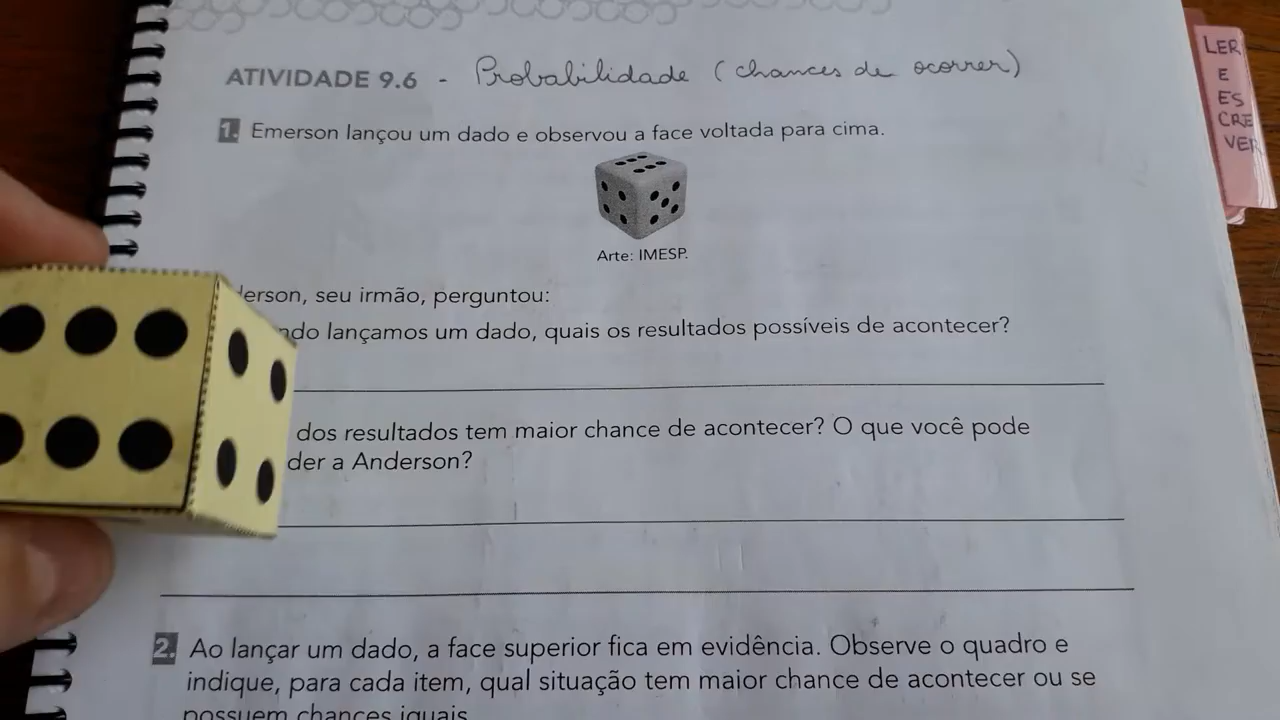 ATIVIDADE 9.6 - Probabilidade (chances de ocorrer)
1. Emerson lançou um dado e observou a face voltada para cima.
Arte: IMESP.
seu irmão, perguntou:
lançamos um dado, quais os resultados possíveis de acontecer?
dos resultados tem maior chance de acontecer? O que você pode
a Anderson?
2. Ao lançar um dado, a face superior fica em evidência. Observe o quadro e
indique, para cada item, qual situação tem maior chance de acontecer ou se
possuem chances iguais.
LER
E
ES
CRE
VER